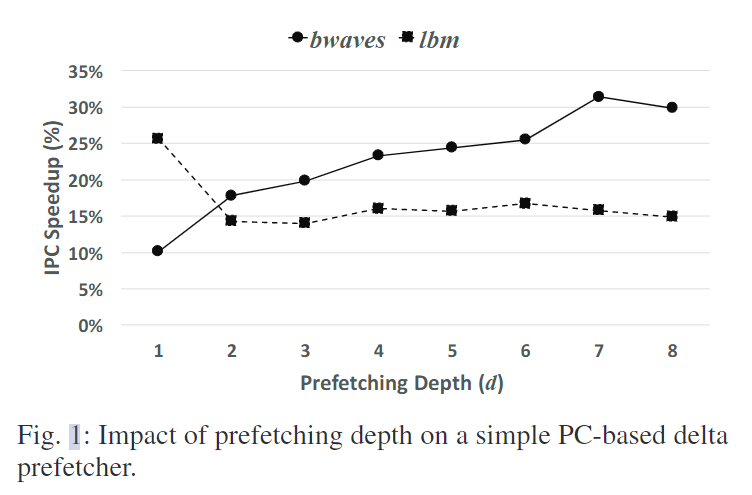 bwaves lbm
35%
30%
25%
20%
15%
10%
5%
0%
IPC Speedup (%)
1 2 3 4 5 6 7 8
Prefetching Depth (d)
Fig. 1: Impact of prefetching depth on a simple PC-based delta
prefetcher.